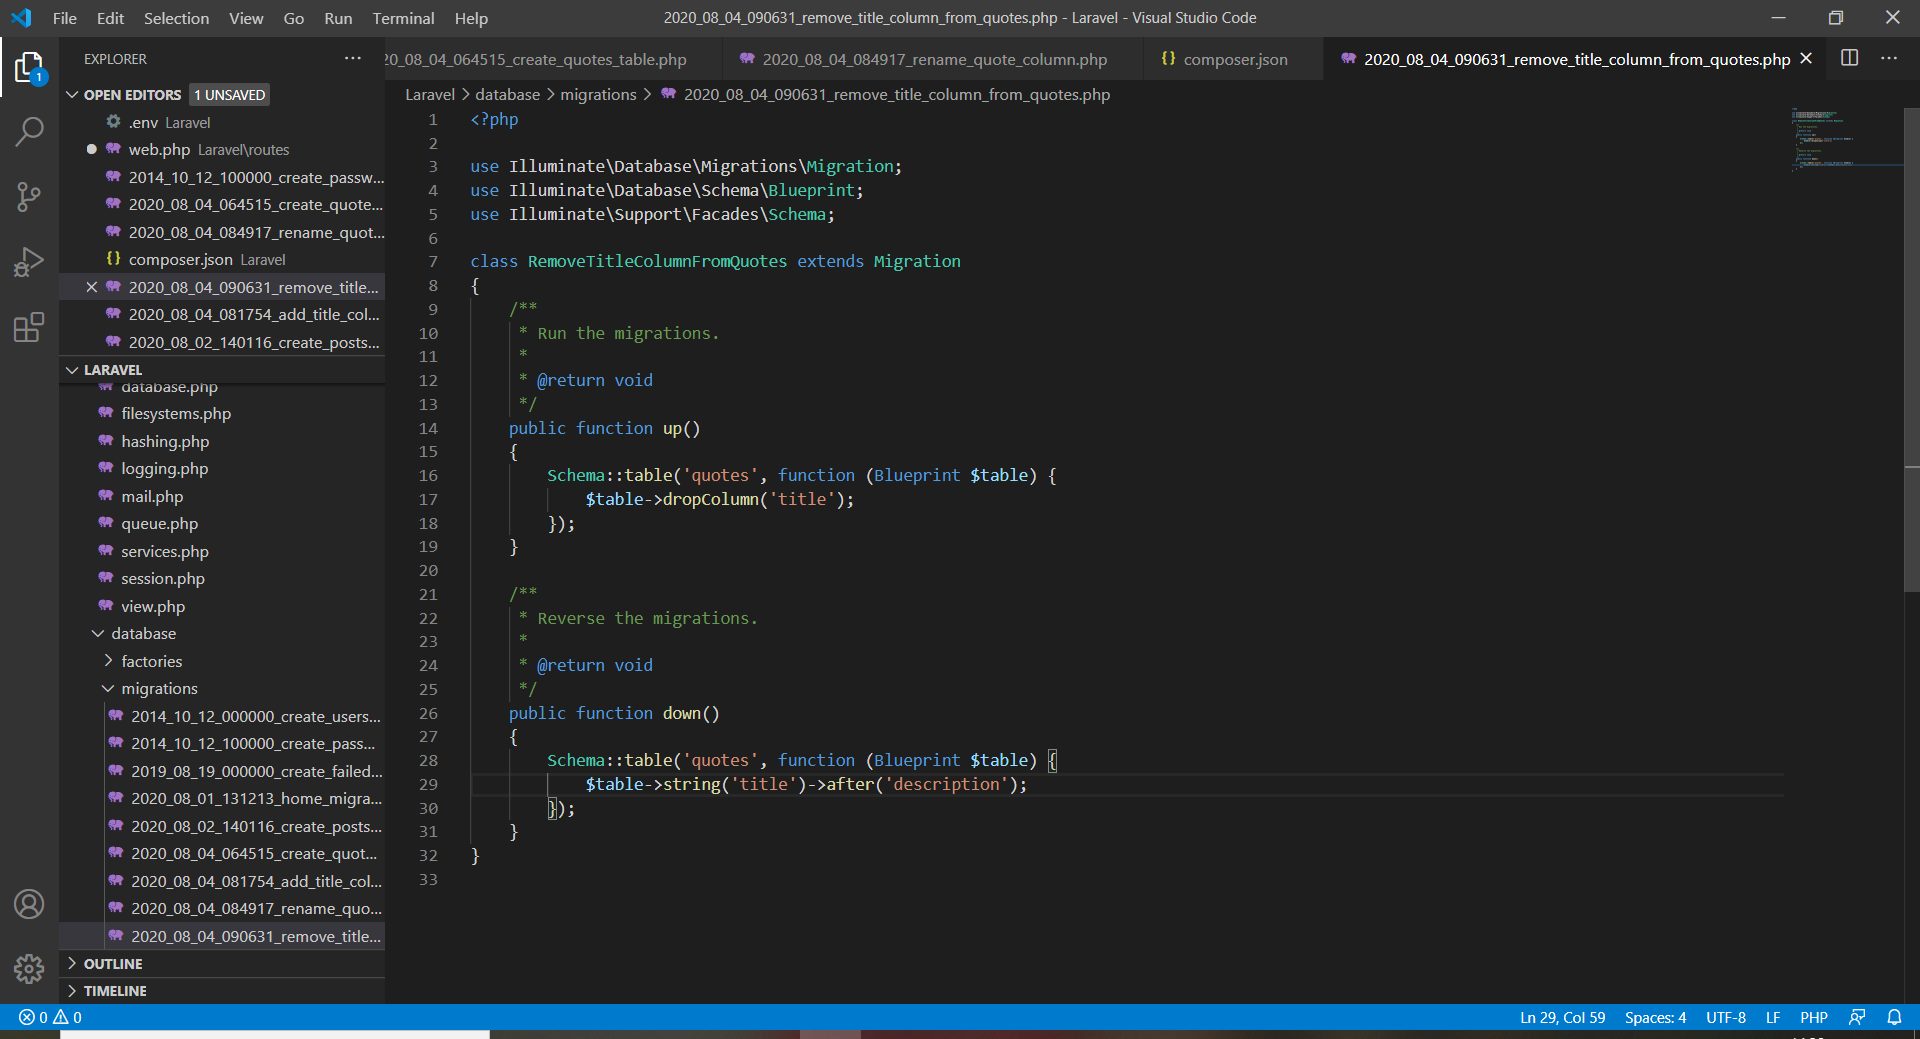 File Edit Selection View Go Run Terminal Help
2020_08_04_090631_remove_title_column_from_quotes.php - Laravel - Visual Studio Code
EXPLORER
20_08_04_064515_create_quotes_table.php
2020_08_04_084917_rename_quote_column.php
{} composer.json
2020_08_04_090631_remove_title_column_from_quotes.php
1
OPEN EDITORS 1 UNSAVED
.env Laravel
web.php Laravel\routes
2014_10_12_100000_create_passw...
2020_08_04_064515_create_quote...
2020_08_04_084917_rename_quot...
{} composer.json Laravel
2020_08_04_090631_remove_title...
2020_08_04_081754_add_title_col...
2020_08_02_140116_create_posts...
LARAVEL
database.php
filesystems.php
hashing.php
logging.php
mail.php
queue.php
services.php
session.php
view.php
database
factories
migrations
2014_10_12_000000_create_users...
2014_10_12_100000_create_pass...
2019_08_19_000000_create_failed...
2020_08_01_131213_home_migra...
2020_08_02_140116_create_posts...
2020_08_04_064515_create_quot...
2020_08_04_081754_add_title_col...
2020_08_04_084917_rename_quo...
2020_08_04_090631_remove_title...
OUTLINE
TIMELINE
Laravel > database > migrations > 2020_08_04_090631_remove_title_column_from_quotes.php
1 <?php
2
3 use Illuminate\Database\Migrations\Migration;
4 use Illuminate\Database\Schema\Blueprint;
5 use Illuminate\Support\Facades\Schema;
6
7 class RemoveTitleColumnFromQuotes extends Migration
8 {
9 /**
10 * Run the migrations.
11 *
12 * @return void
13 */
14 public function up()
15 {
16 Schema::table('quotes', function (Blueprint $table) {
17 $table->dropColumn('title');
18 });
19 }
20
21 /**
22 * Reverse the migrations.
23 *
24 * @return void
25 */
26 public function down()
27 {
28 Schema::table('quotes', function (Blueprint $table) {
29 $table->string('title')->after('description');
30 });
31 }
32 }
33
0 0
Ln 29, Col 59 Spaces: 4 UTF-8 LF PHP